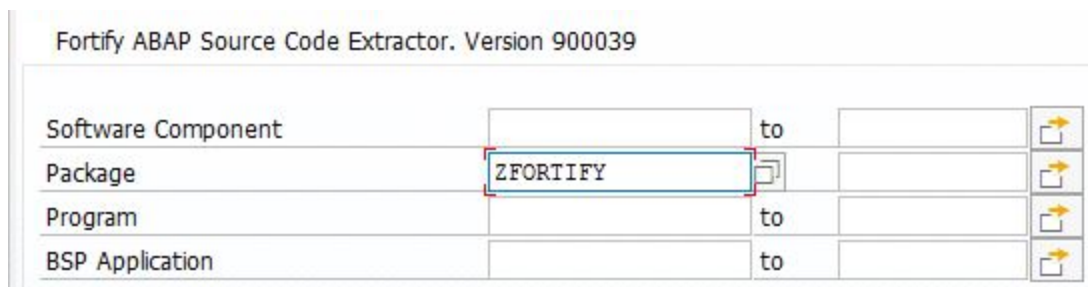 Fortify ABAP Source Code Extractor. Version 900039
Software Component to
Package ZFORTIFY
Program to
BSP Application to